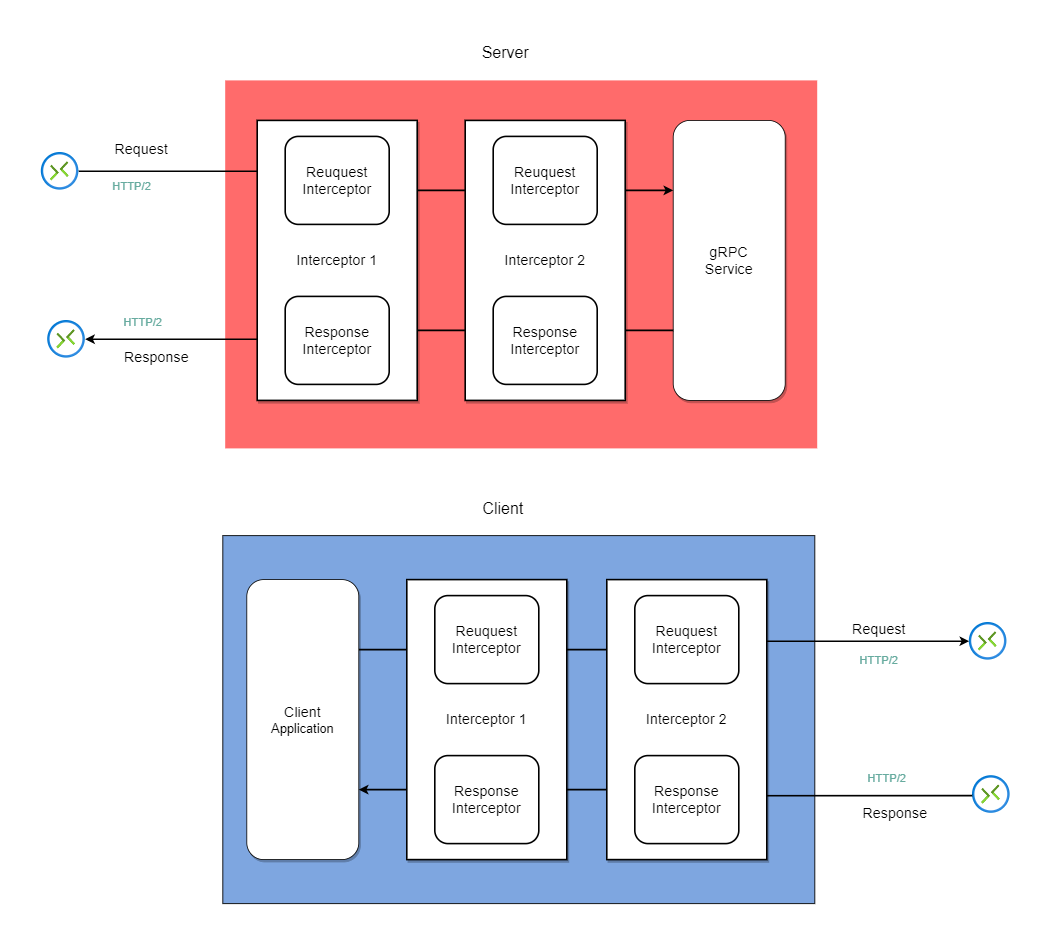 Server
Request
HTTP/2
Reuquest
Interceptor
Reuquest
Interceptor
Interceptor 1
Interceptor 2
gRPC
Service
HTTP/2
Response
Response
Interceptor
Response
Interceptor
Client
Reuquest
Interceptor
Reuquest
Interceptor
Request
HTTP/2
Client
Application
Interceptor 1
Interceptor 2
Response
Interceptor
Response
Interceptor
HTTP/2
Response